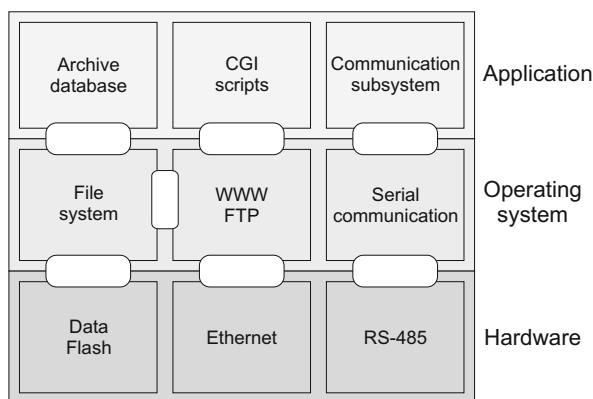 Archive
database
CGI
scripts
Communication
subsystem
Application
File
system
WWW
FTP
Serial
communication
Operating
system
Data
Flash
Ethernet
RS-485
Hardware